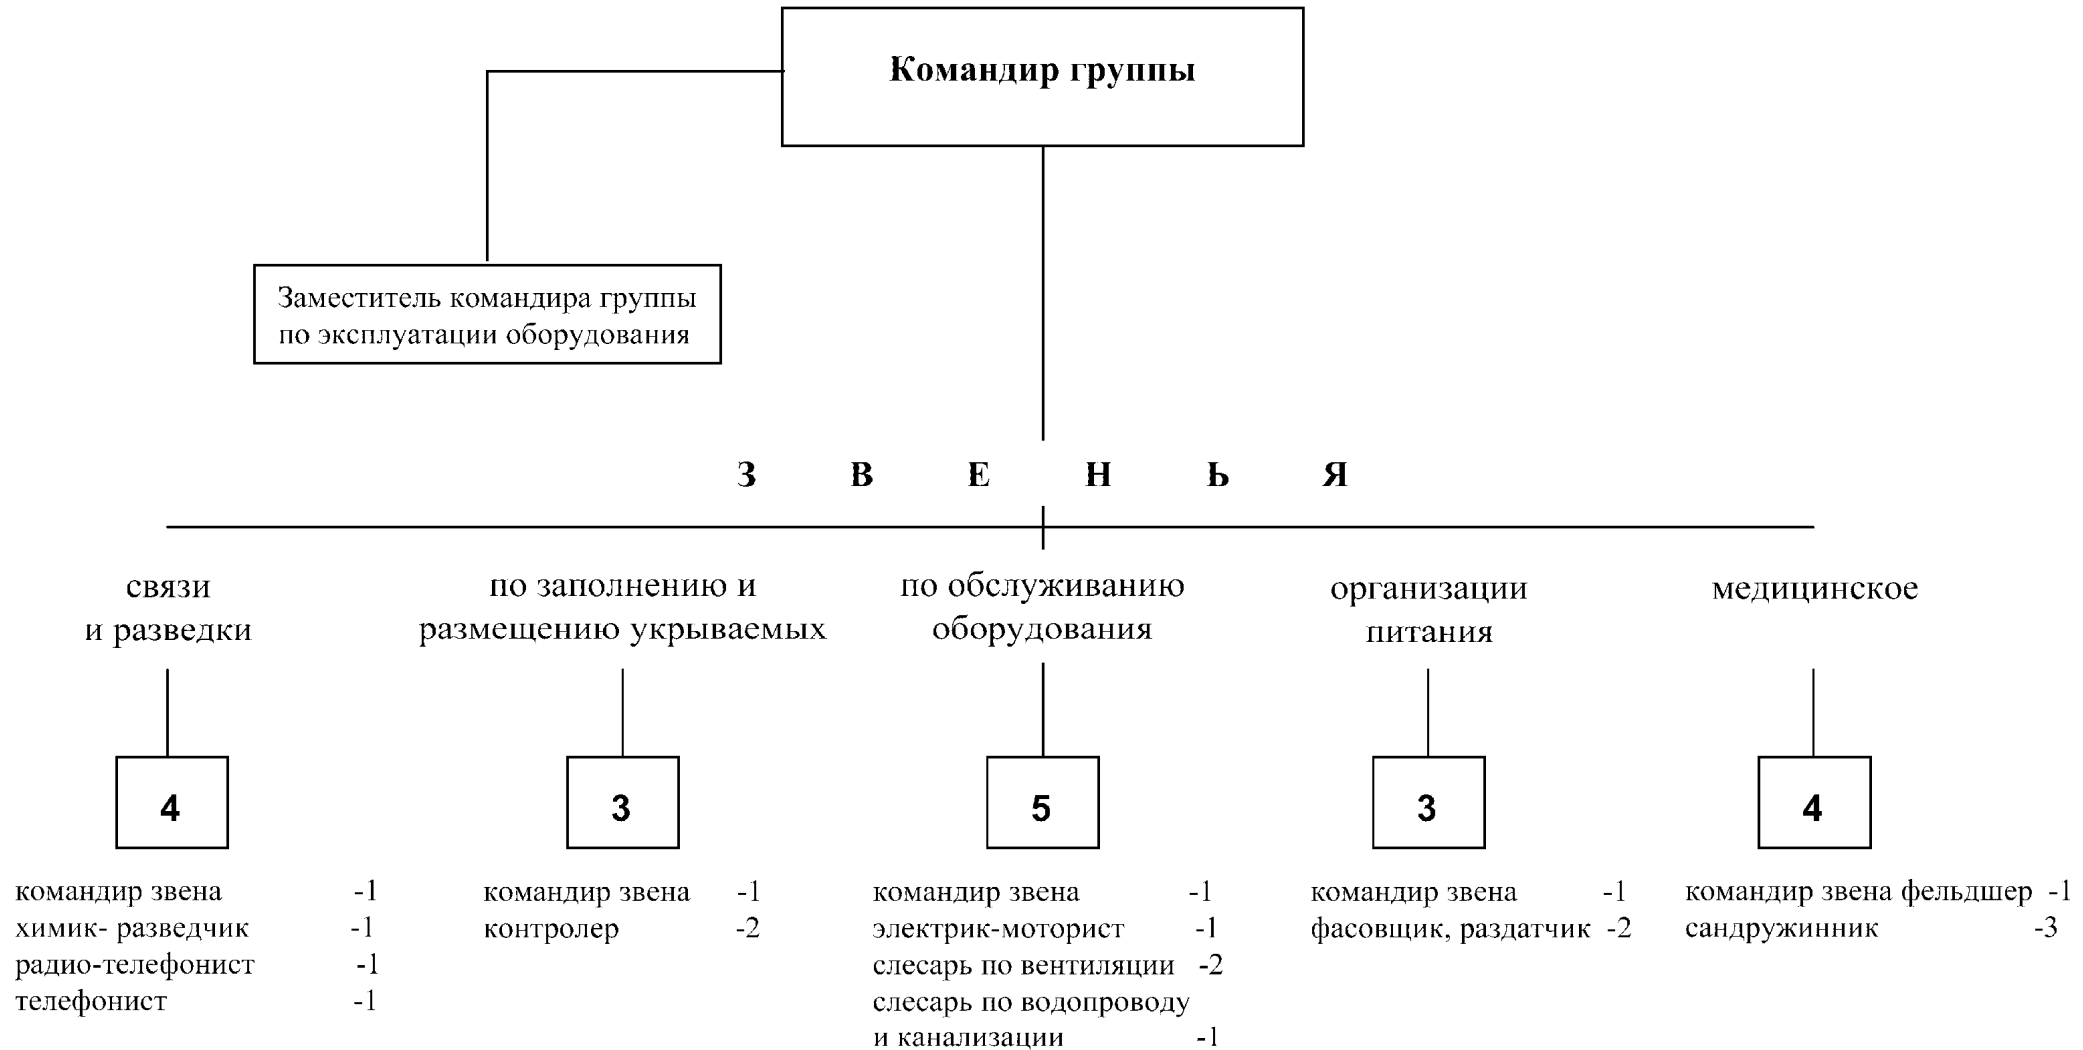 Командир группы
Заместитель командира группы
по эксплуатации оборудования
З В Е Н Ь Я
связи
и разведки
по заполнению и
размещению укрываемых
по обслуживанию
оборудования
организации
питания
медицинское
4
3
5
3
4
командир звена -1
химик- разведчик -1
радио-телефонист -1
телефонист -1
командир звена -1
контролер -2
командир звена -1
электрик-моторист -1
слесарь по вентиляции -2
слесарь по водопроводу
и канализации -1
командир звена -1
фасовщик, раздатчик -2
командир звена фельдшер -1
сандружинник -3